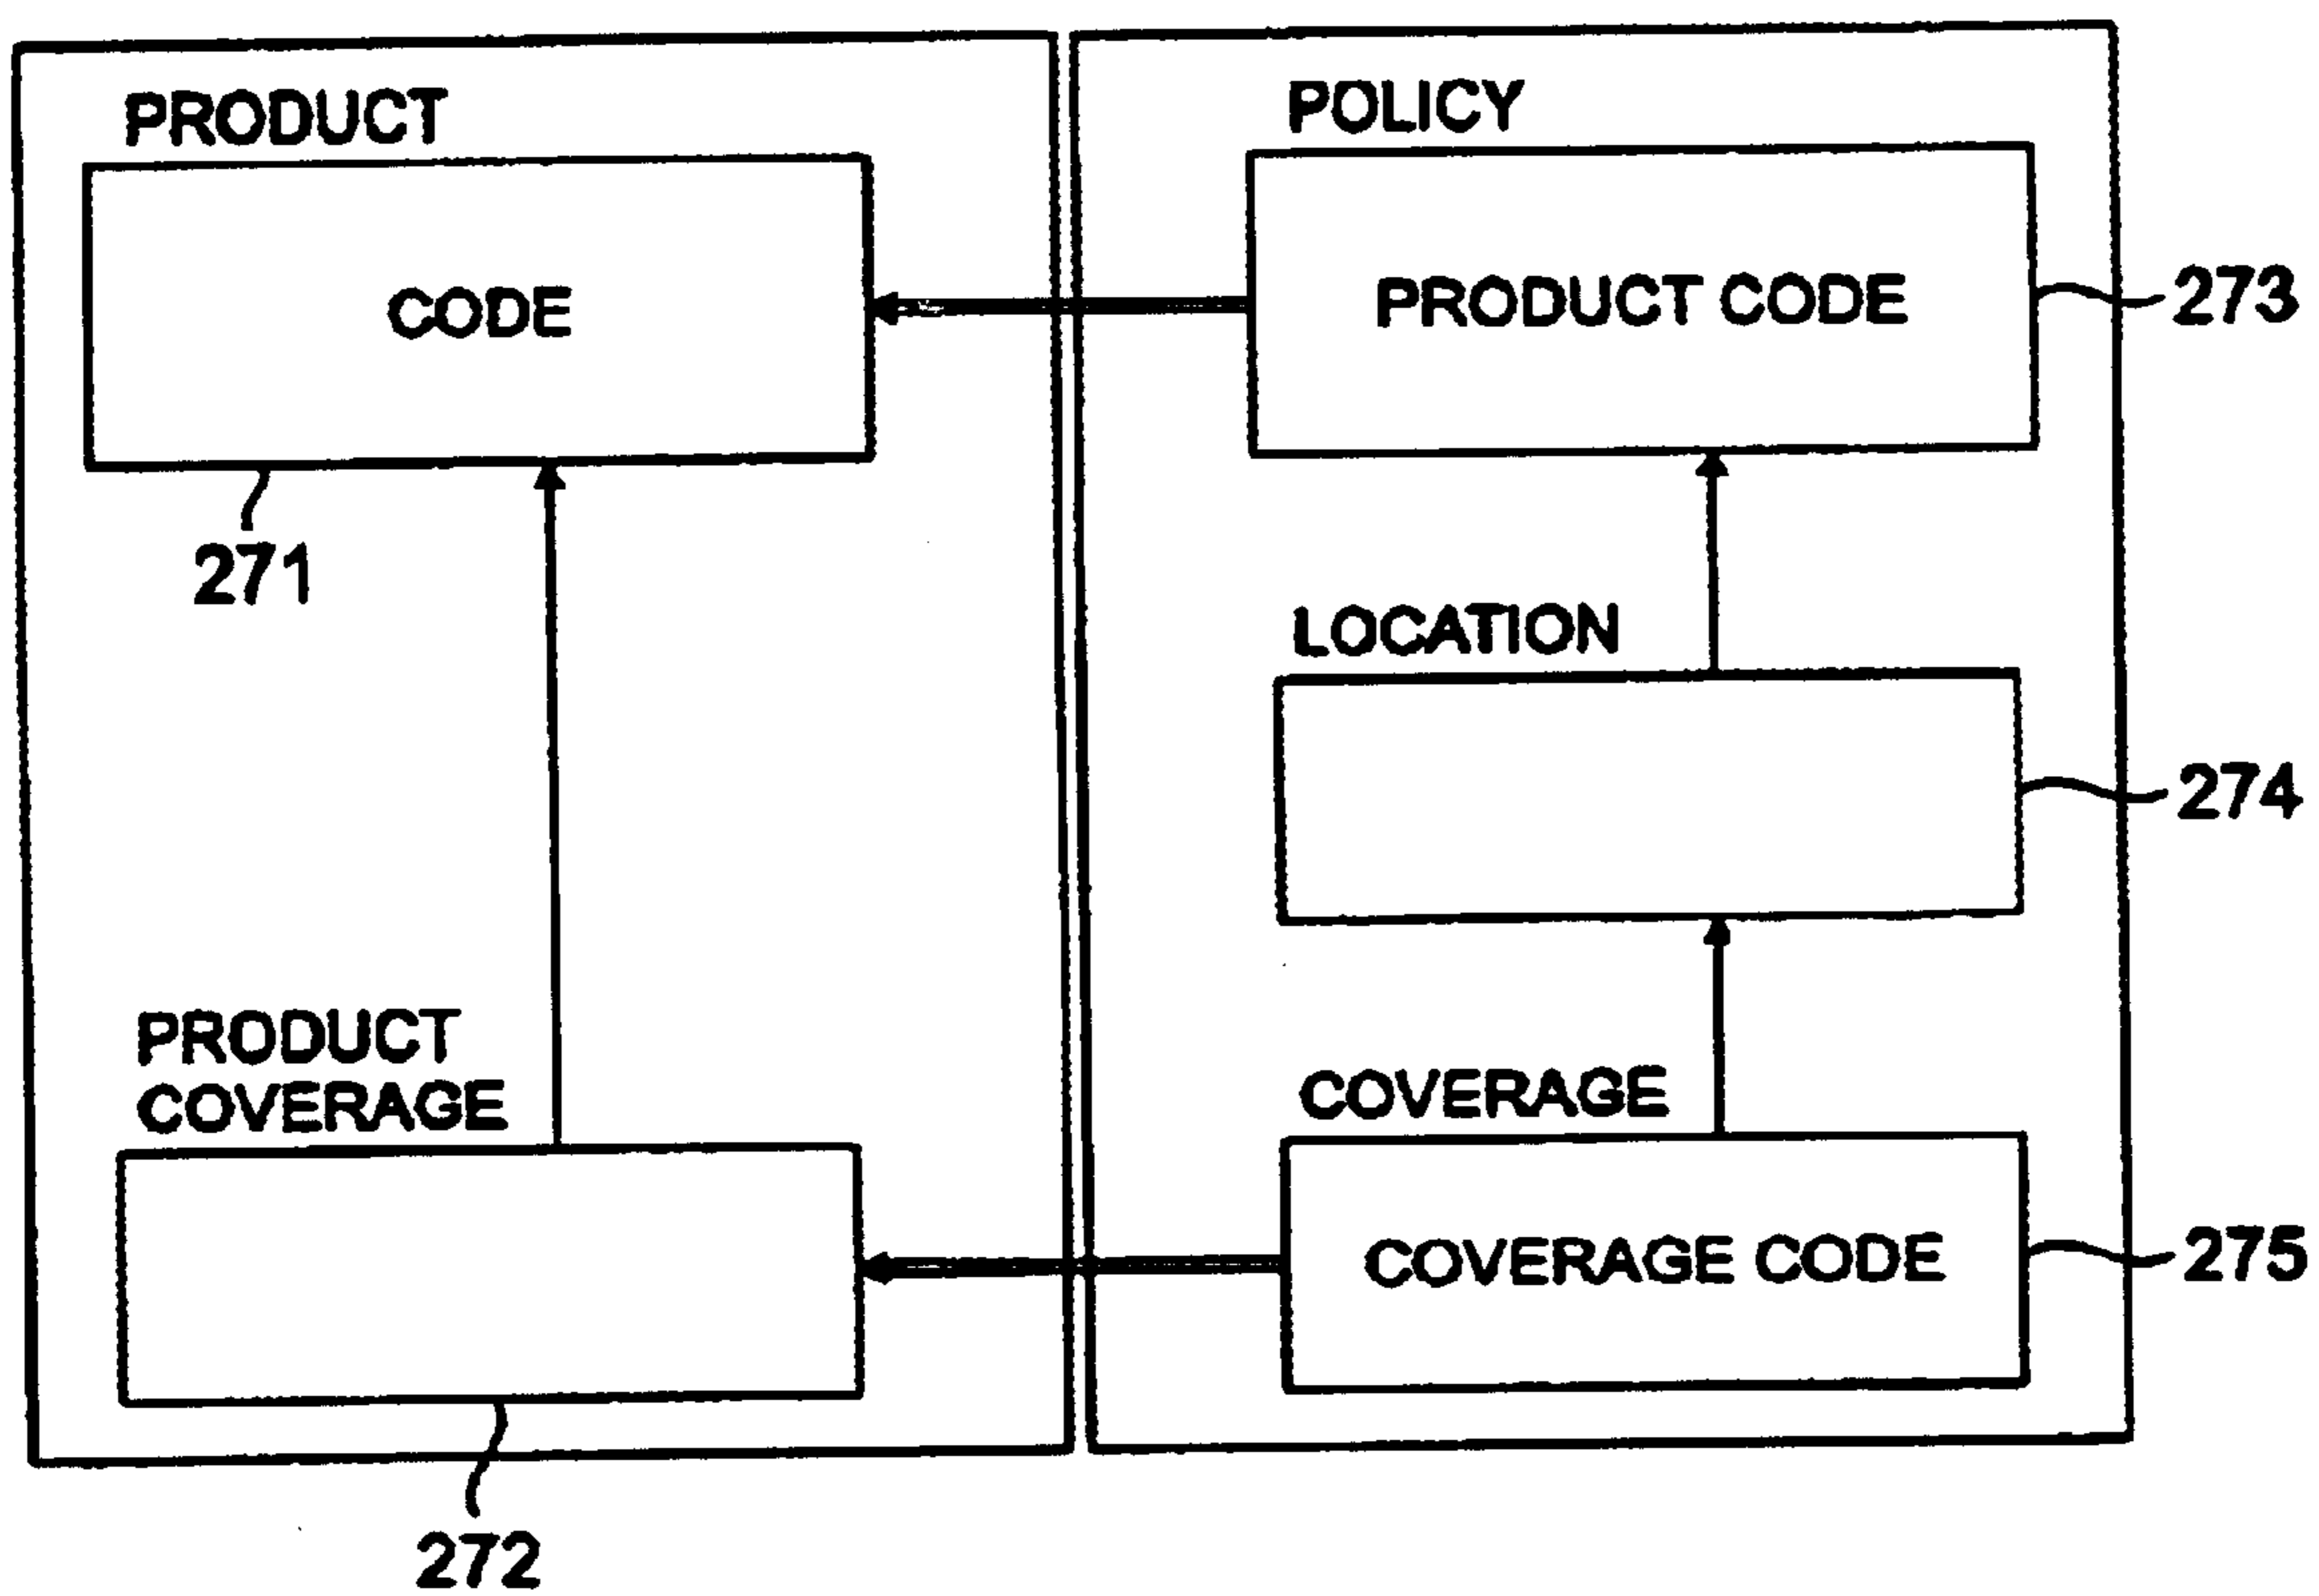 PRODUCT
CODE
271
PRODUCT
COVERAGE
272
POLICY
PRODUCT CODE
273
LOCATION
274
COVERAGE
COVERAGE CODE
275